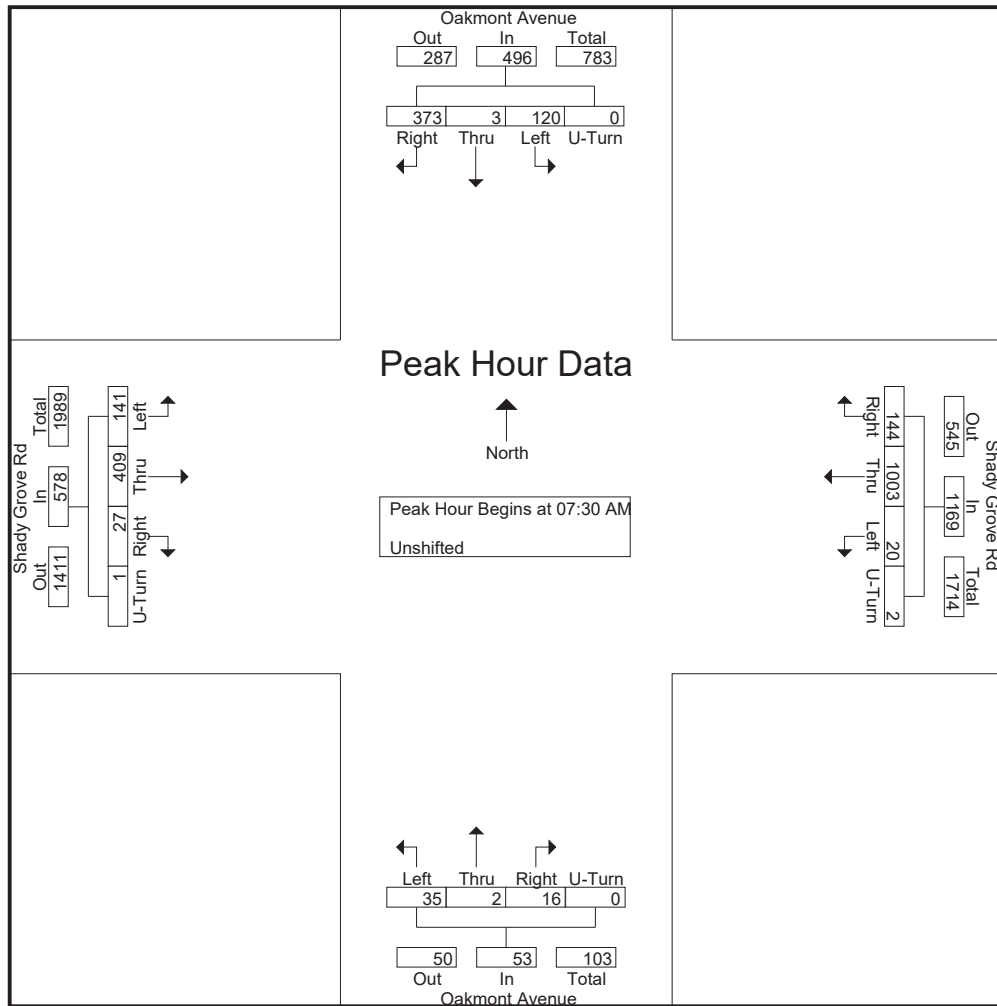 Oakmont Avenue
Out In Total
287 496 783
373 3 120 0
Right Thru Left U-Turn
Peak Hour Data
North
Peak Hour Begins at 07:30 AM
Unshifted
Shady Grove Rd
Out In Total
1411 578 1989
1 27 409 141
U-Turn Right Thru Left
Shady Grove Rd
Out In Total
545 1169 1714
144 1003 20 2
Right Thru Left U-Turn
Left Thru Right U-Turn
35 2 16 0
50 53 103
Out In Total
Oakmont Avenue